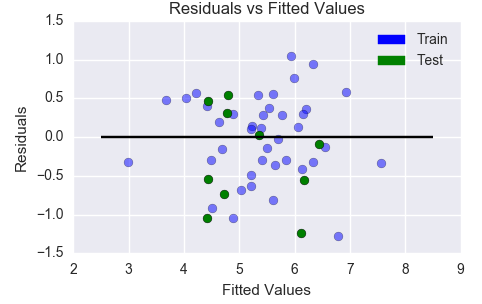 Residuals vs Fitted Values
1.5
1.0
0.5
0.0
−0.5
−1.0
−1.5
Residuals
Train
Test
2 3 4 5 6 7 8 9
Fitted Values